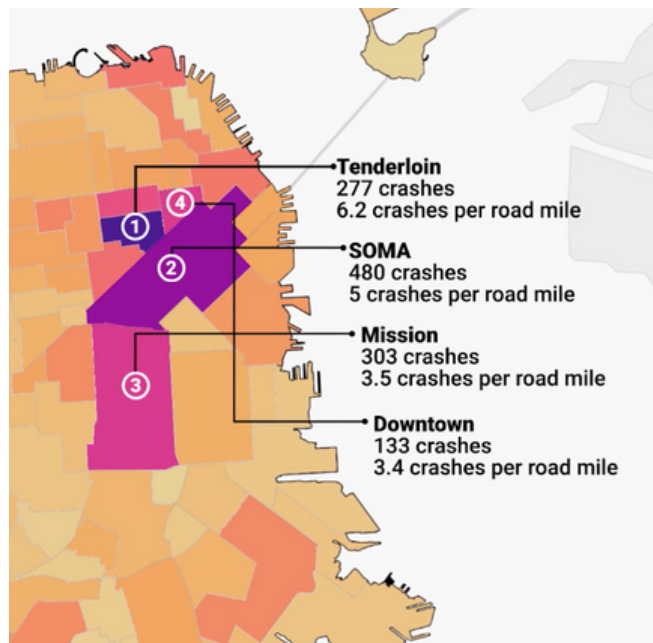 Tenderloin
277 crashes
6.2 crashes per road mile
4
1
SOMA
480 crashes
5 crashes per road mile
2
Mission
303 crashes
3.5 crashes per road mile
3
Downtown
133 crashes
3.4 crashes per road mile